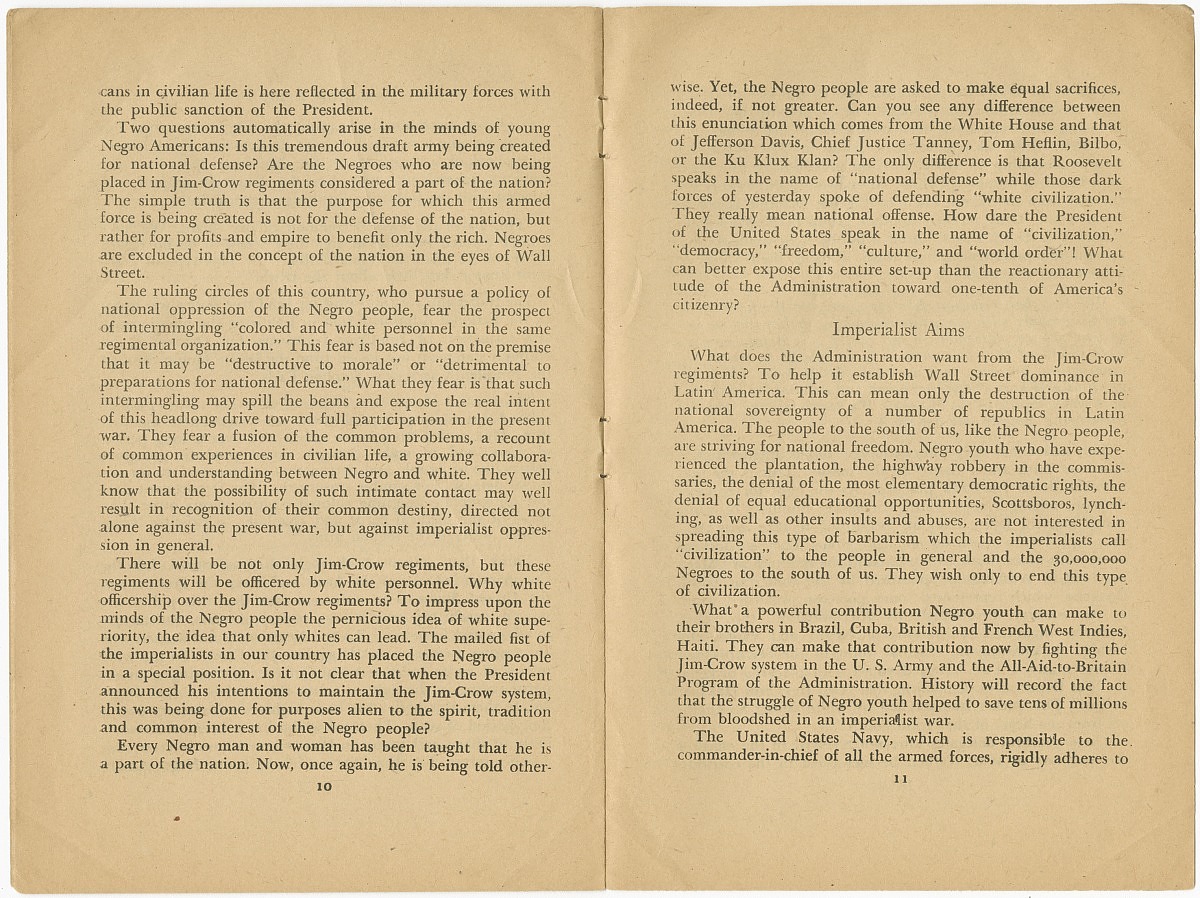 cans in civilian life is here reflected in the military forces with
the public sanction of the President.
Two questions automatically arise in the minds of young
Negro Americans: Is this tremendous draft army being created
for national defense? Are the Negroes who are now being
placed in Jim-Crow regiments considered a part of the nation?
The simple truth is that the purpose for which this armed
force is being created is not for the defense of the nation, but
rather for profits and empire to benefit only the rich. Negroes
are excluded in the concept of the nation in the eyes of Wall
Street.
The ruling circles of this country, who pursue a policy of
national oppression of the Negro people, fear the prospect
of intermingling "colored and white personnel in the same
regimental organization." This fear is based not on the premise
that it may be "destructive to morale" or "detrimental to
preparations for national defense." What they fear is that such
intermingling may spill the beans and expose the real intent
of this headlong drive toward full participation in the present
war. They fear a fusion of the common problems, a recount
of common experiences in civilian life, a growing collabora-
tion and understanding between Negro and white. They well
know that the possibility of such intimate contact may well
result in recognition of their common destiny, directed not
alone against the present war, but against imperialist oppres-
sion in general.
There will be not only Jim-Crow regiments, but these
regiments will be officered by white personnel. Why white
officership over the Jim-Crow regiments? To impress upon the
minds of the Negro people the pernicious idea of white supe-
riority, the idea that only whites can lead. The mailed fist of
the imperialists in our country has placed the Negro people
in a special position. Is it not clear that when the President
announced his intentions to maintain the Jim-Crow system,
this was being done for purposes alien to the spirit, tradition
and common interest of the Negro people?
Every Negro man and woman has been taught that he is
a part of the nation. Now, once again, he is being told other-
10
wise. Yet, the Negro people are asked to make equal sacrifices,
indeed, if not greater. Can you see any difference between
this enunciation which comes from the White House and that
of Jefferson Davis, Chief Justice Tanney, Tom Heflin, Bilbo,
or the Ku Klux Klan? The only difference is that Roosevelt
speaks in the name of "national defense" while those dark
forces of yesterday spoke of defending "white civilization."
They really mean national offense. How dare the President
of the United States speak in the name of "civilization,"
"democracy," "freedom," "culture," and "world order"! What
can better expose this entire set-up than the reactionary atti-
tude of the Administration toward one-tenth of America's
citizenry?
Imperialist Aims
What does the Administration want from the Jim-Crow
regiments? To help it establish Wall Street dominance in
Latin America. This can mean only the destruction of the
national sovereignty of a number of republics in Latin
America. The people to the south of us, like the Negro people,
are striving for national freedom. Negro youth who have expe-
rienced the plantation, the highway robbery in the commis-
saries, the denial of the most elementary democratic rights, the
denial of equal educational opportunities, Scottsboros, lynch-
ing, as well as other insults and abuses, are not interested in
spreading this type of barbarism which the imperialists call
"civilization" to the people in general and the 30,000,000
Negroes to the south of us. They wish only to end this type
of civilization.
What a powerful contribution Negro youth can make to
their brothers in Brazil, Cuba, British and French West Indies,
Haiti. They can make that contribution now by fighting the
Jim-Crow system in the U. S. Army and the All-Aid-to-Britain
Program of the Administration. History will record the fact
that the struggle of Negro youth helped to save tens of millions
from bloodshed in an imperialist war.
The United States Navy, which is responsible to the
commander-in-chief of all the armed forces, rigidly adheres to
11